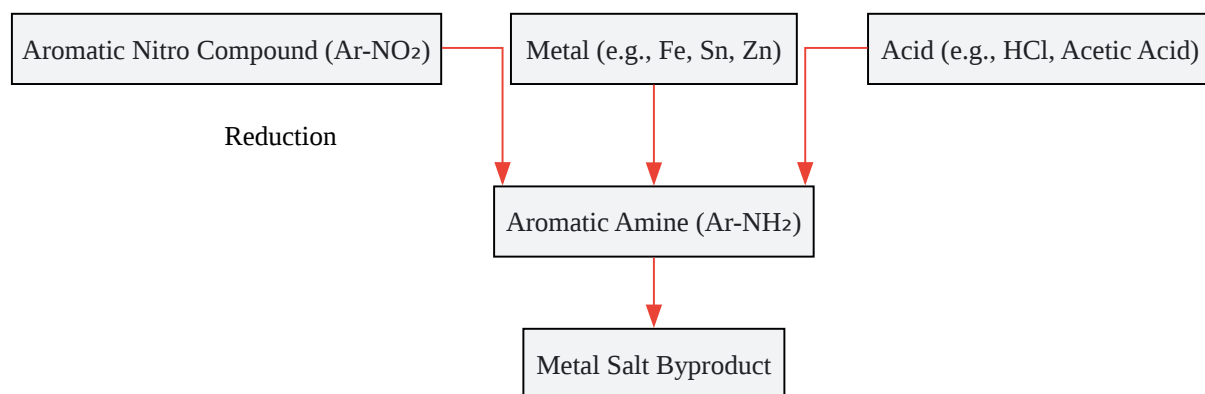 Aromatic Nitro Compound (Ar-NO₂)
Metal (e.g., Fe, Sn, Zn)
Acid (e.g., HCl, Acetic Acid)
Reduction
Aromatic Amine (Ar-NH₂)
Metal Salt Byproduct